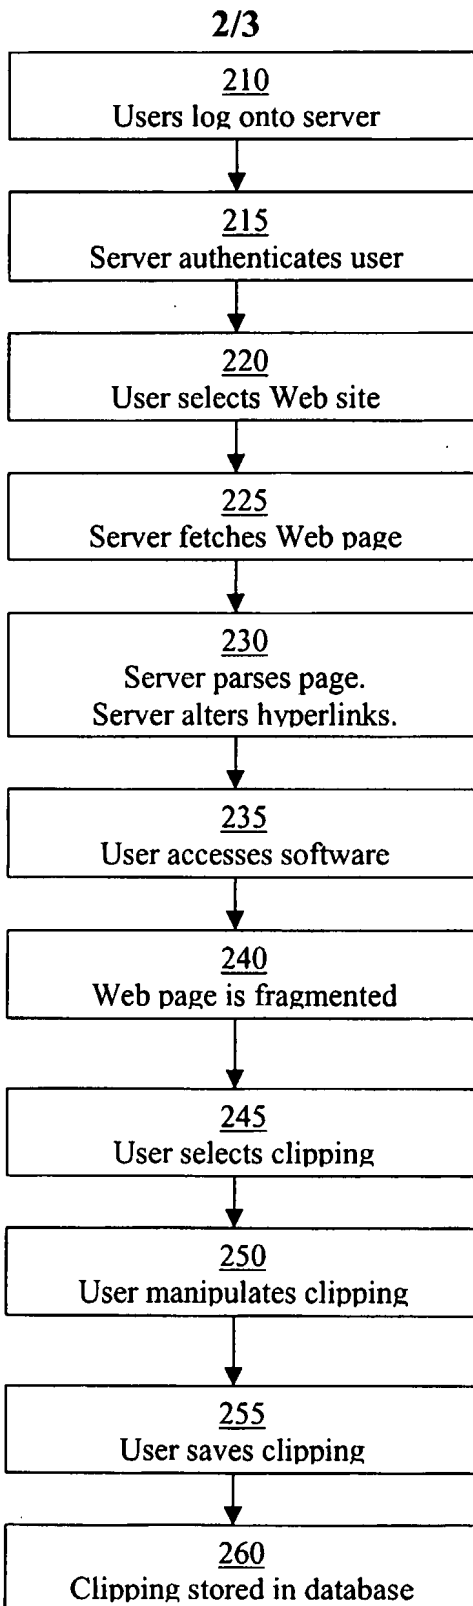 2/3
210
Users log onto server
215
Server authenticates user
220
User selects Web site
225
Server fetches Web page
230
Server parses page.
Server alters hyperlinks.
235
User accesses software
240
Web page is fragmented
245
User selects clipping
250
User manipulates clipping
255
User saves clipping
260
Clipping stored in database